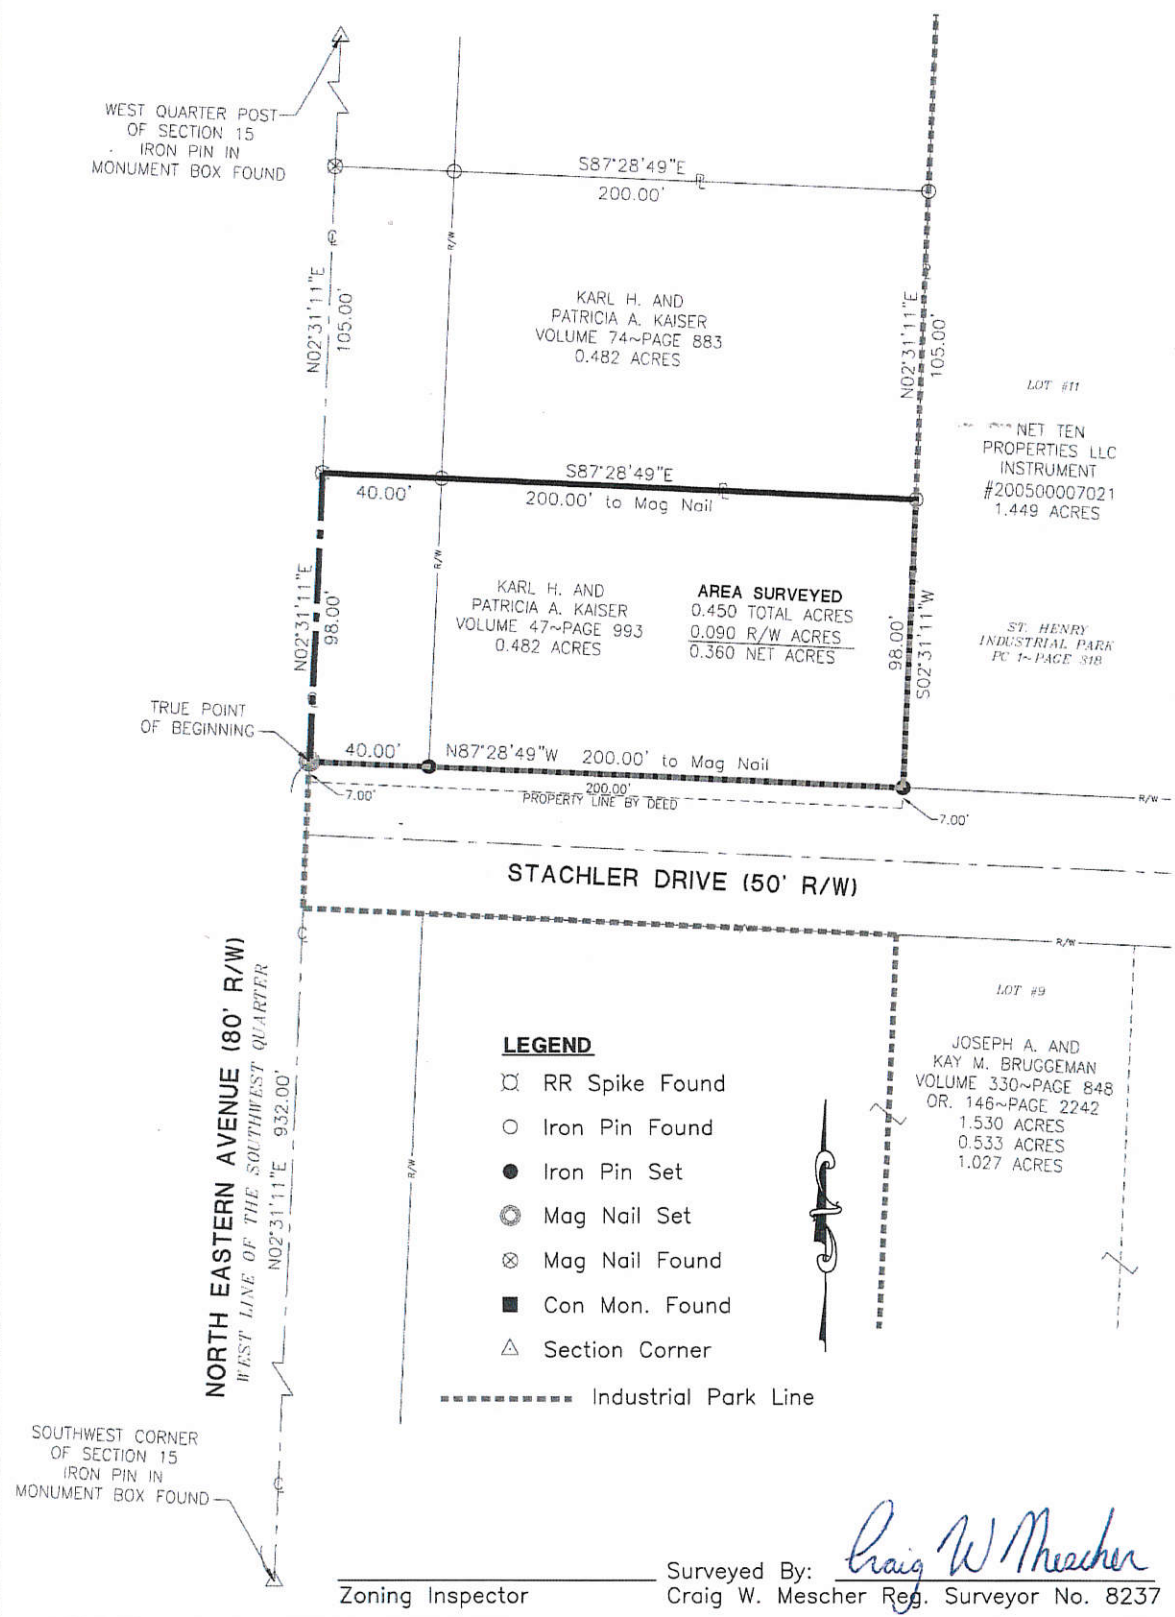 WEST QUARTER POST
OF SECTION 15
IRON PIN IN
MONUMENT BOX FOUND
S87°28'49"E
200.00'
R/W
N02°31'11"E
105.00'
KARL H. AND
PATRICIA A. KAISER
VOLUME 74~PAGE 883
0.482 ACRES
N02°31'11"E
105.00'
LOT #11
NET TEN
PROPERTIES LLC
INSTRUMENT
#200500007021
1.449 ACRES
S87°28'49"E
40.00'
200.00' to Mag Nail
R/W
N02°31'11"E
98.00'
KARL H. AND
PATRICIA A. KAISER
VOLUME 47~PAGE 993
0.482 ACRES
AREA SURVEYED
0.450 TOTAL ACRES
0.090 R/W ACRES
0.360 NET ACRES
98.00'
S02°31'11"W
ST. HENRY
INDUSTRIAL PARK
PC 1~PAGE 318
TRUE POINT
OF BEGINNING
40.00'
N87°28'49"W 200.00' to Mag Nail
7.00'
200.00'
PROPERTY LINE BY DEED
7.00'
R/W
STACHLER DRIVE (50' R/W)
R/W
NORTH EASTERN AVENUE (80' R/W)
WEST LINE OF THE SOUTHWEST QUARTER
N02°31'11"E 932.00'
R/W
LOT #9
JOSEPH A. AND
KAY M. BRUGGEMAN
VOLUME 330~PAGE 848
OR. 146~PAGE 2242
1.530 ACRES
0.533 ACRES
1.027 ACRES
LEGEND
RR Spike Found
Iron Pin Found
Iron Pin Set
Mag Nail Set
Mag Nail Found
Con Mon. Found
Section Corner
Industrial Park Line
SOUTHWEST CORNER
OF SECTION 15
IRON PIN IN
MONUMENT BOX FOUND
Zoning Inspector
Surveyed By: Craig W Mescher
Craig W. Mescher Reg. Surveyor No. 8237